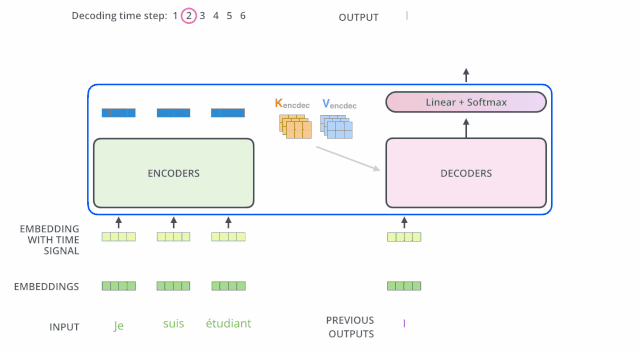 Decoding time step: 1 2 3 4 5 6
OUTPUT I
Kencdec Vencdec
Linear + Softmax
ENCODERS
DECODERS
EMBEDDING
WITH TIME
SIGNAL
EMBEDDINGS
INPUT Je suis étudiant
PREVIOUS
OUTPUTS I